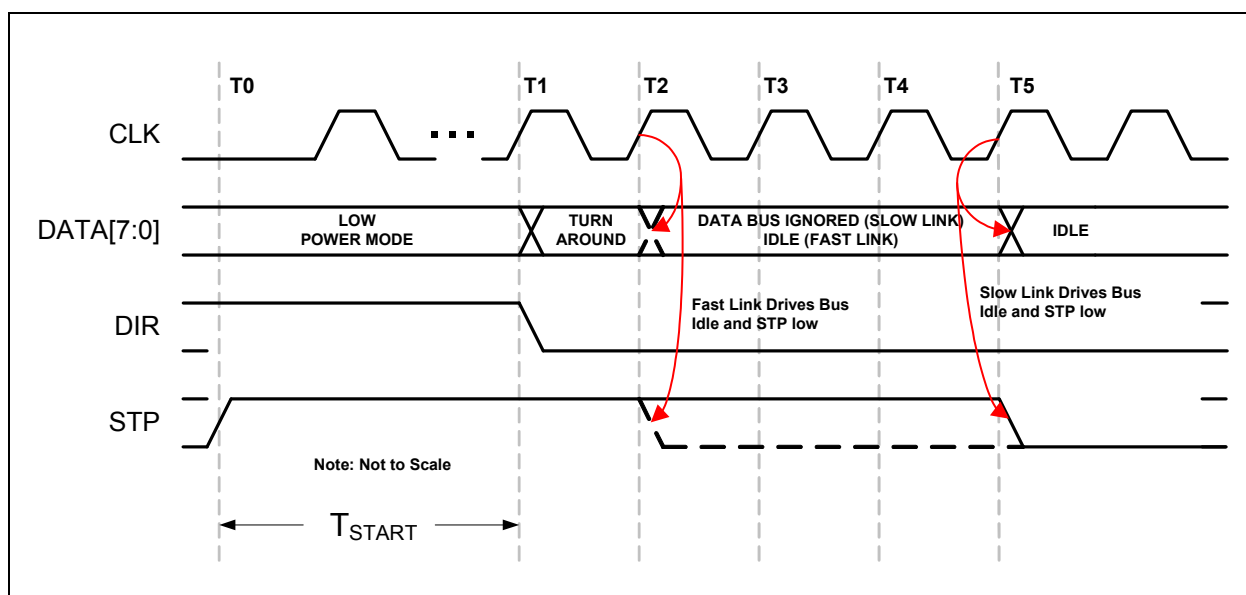 T0
T1
T2
T3
T4
T5
CLK
DATA[7:0]
LOW
POWER MODE
TURN
AROUND
DATA BUS IGNORED (SLOW LINK)
IDLE (FAST LINK)
IDLE
DIR
Fast Link Drives Bus
Idle and STP low
Slow Link Drives Bus
Idle and STP low
STP
Note: Not to Scale
TSTART